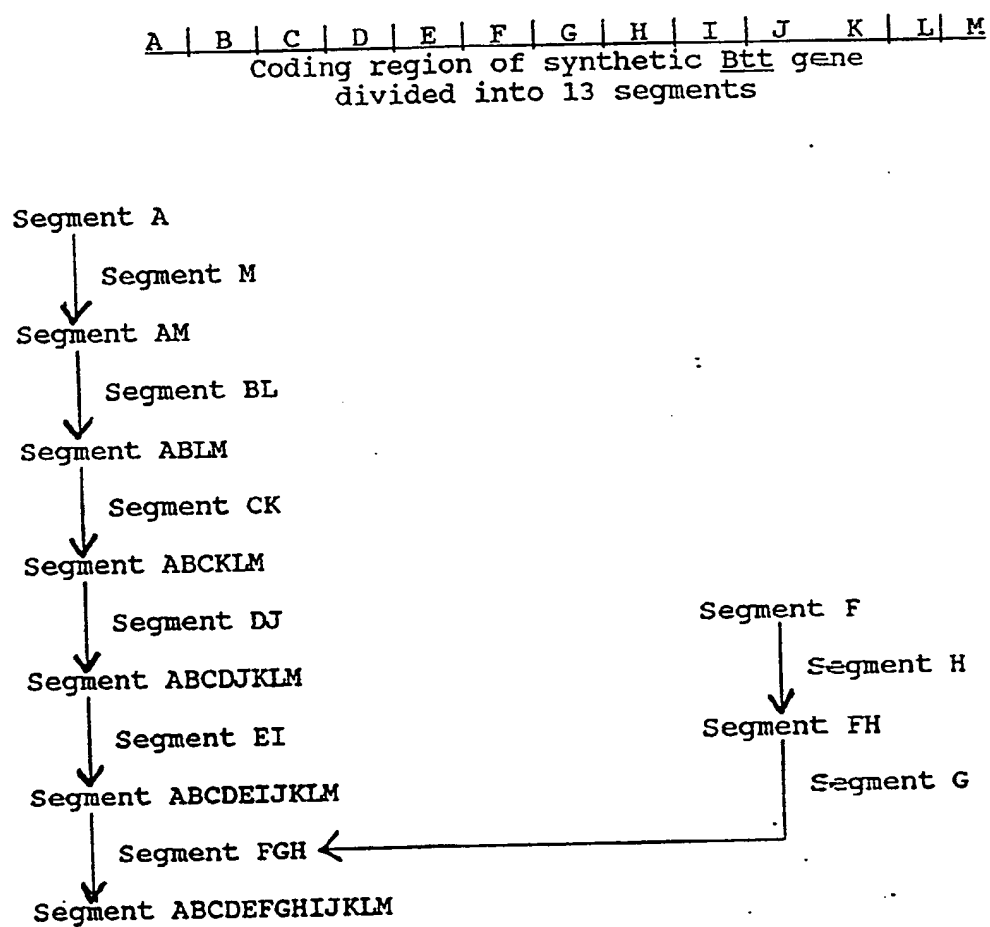 A | B | C | D | E | F | G | H | I | J K | L | M
Coding region of synthetic Btt gene
divided into 13 segments
Segment A
Segment M
Segment AM
Segment BL
Segment ABLM
Segment CK
Segment ABCKLM
Segment DJ
Segment ABCDJKLM
Segment EI
Segment ABCDEIJKLM
Segment FGH
Segment ABCDEFGHIJKLM
Segment F
Segment H
Segment FH
Segment G